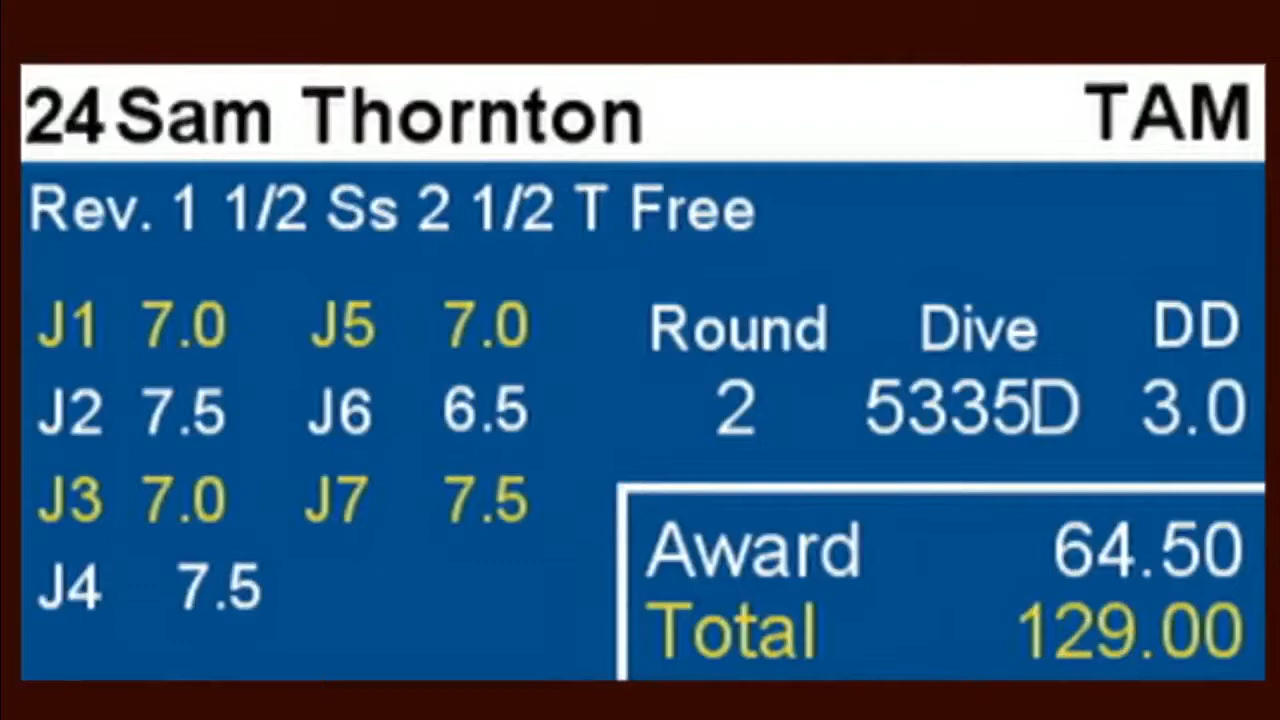 24 Sam Thornton TAM
Rev. 1 1/2 Ss 2 1/2 T Free
J1 7.0 J5 7.0 Round Dive DD
J2 7.5 J6 6.5 2 5335D 3.0
J3 7.0 J7 7.5
J4 7.5
Award 64.50
Total 129.00